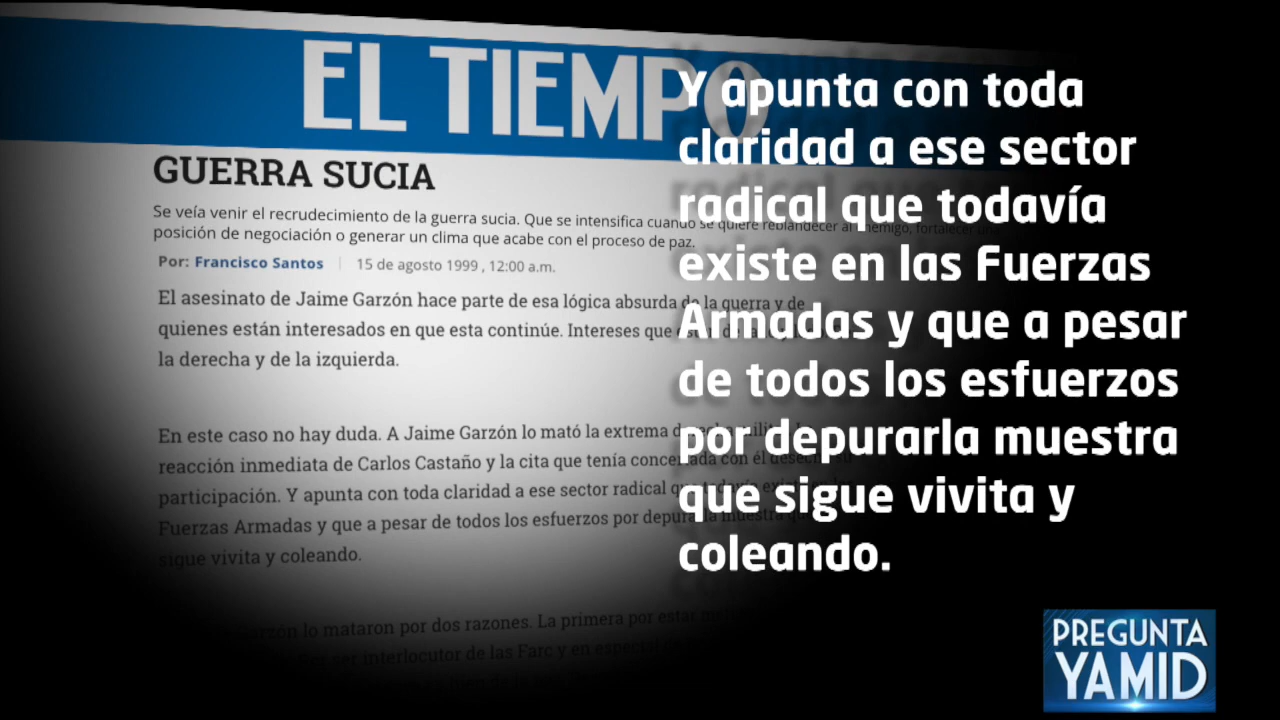 EL TIEMPO
GUERRA SUCIA
Se veía venir el recrudecimiento de la guerra sucia. Que se intensifica cuando se quiere reblandecer al enemigo, fortalecer una
posición de negociación o generar un clima que acabe con el proceso de paz.
Por: Francisco Santos | 15 de agosto 1999 , 12:00 a.m.
El asesinato de Jaime Garzón hace parte de esa lógica absurda de la guerra y de
quienes están interesados en que esta continúe. Intereses que
la derecha y de la izquierda.
En este caso no hay duda. A Jaime Garzón lo mató la extrema
reacción inmediata de Carlos Castaño y la cita que tenía concertada con él
participación. Y apunta con toda claridad a ese sector radical que
Fuerzas Armadas y que a pesar de todos los esfuerzos por depurarla muestra
sigue vivita y coleando.
lo mataron por dos razones. La primera por estar
ser interlocutor de las Farc y en
Y apunta con toda
claridad a ese sector
radical que todavía
existe en las Fuerzas
Armadas y que a pesar
de todos los esfuerzos
por depurarla muestra
que sigue vivita y
coleando.
PREGUNTA
YAMID